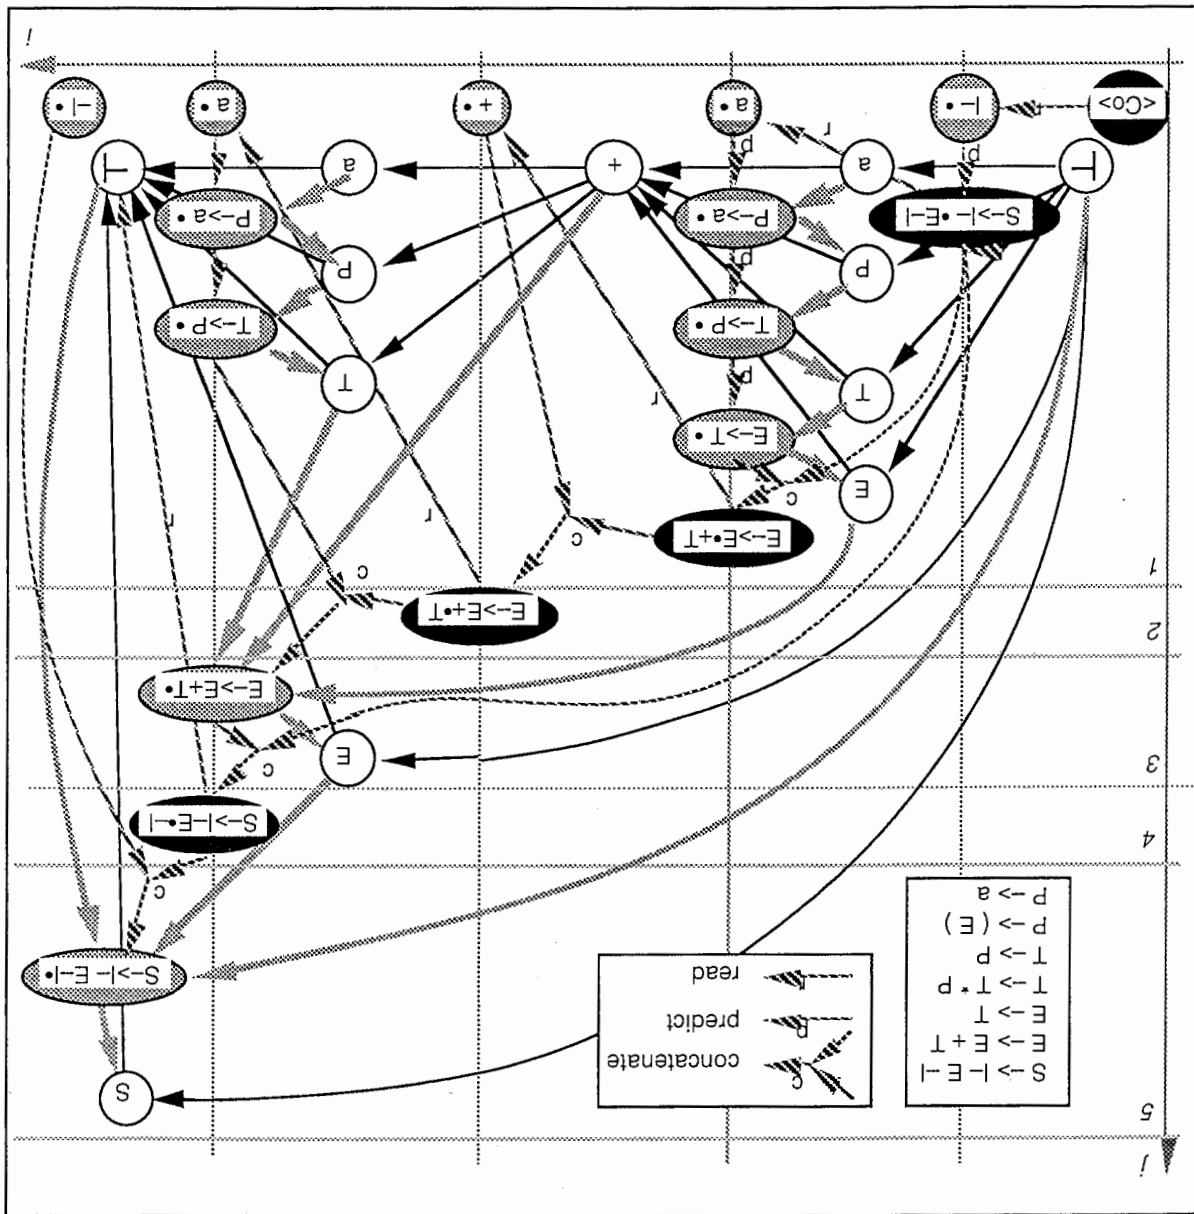 j
5
S
S -> |- E -|
E -> E + T
E -> T
T -> T * P
T -> P
P -> ( E )
P -> a
c concatenate
p predict
r read
S->|- E-|•
c
4
S->|-E•-|
3
c
E
E->E+T•
2
E->E+•T
c
1
E->E•+T
c
r
c
E
E->T•
r
r
T
p
T
T->P•
T->P•
P
p
P
S->|-•E-|
P->a•
P->a•
|-
p
a
p
+
a
-|
r
<Co>
r
|-•
a•
+•
a•
-|•
i